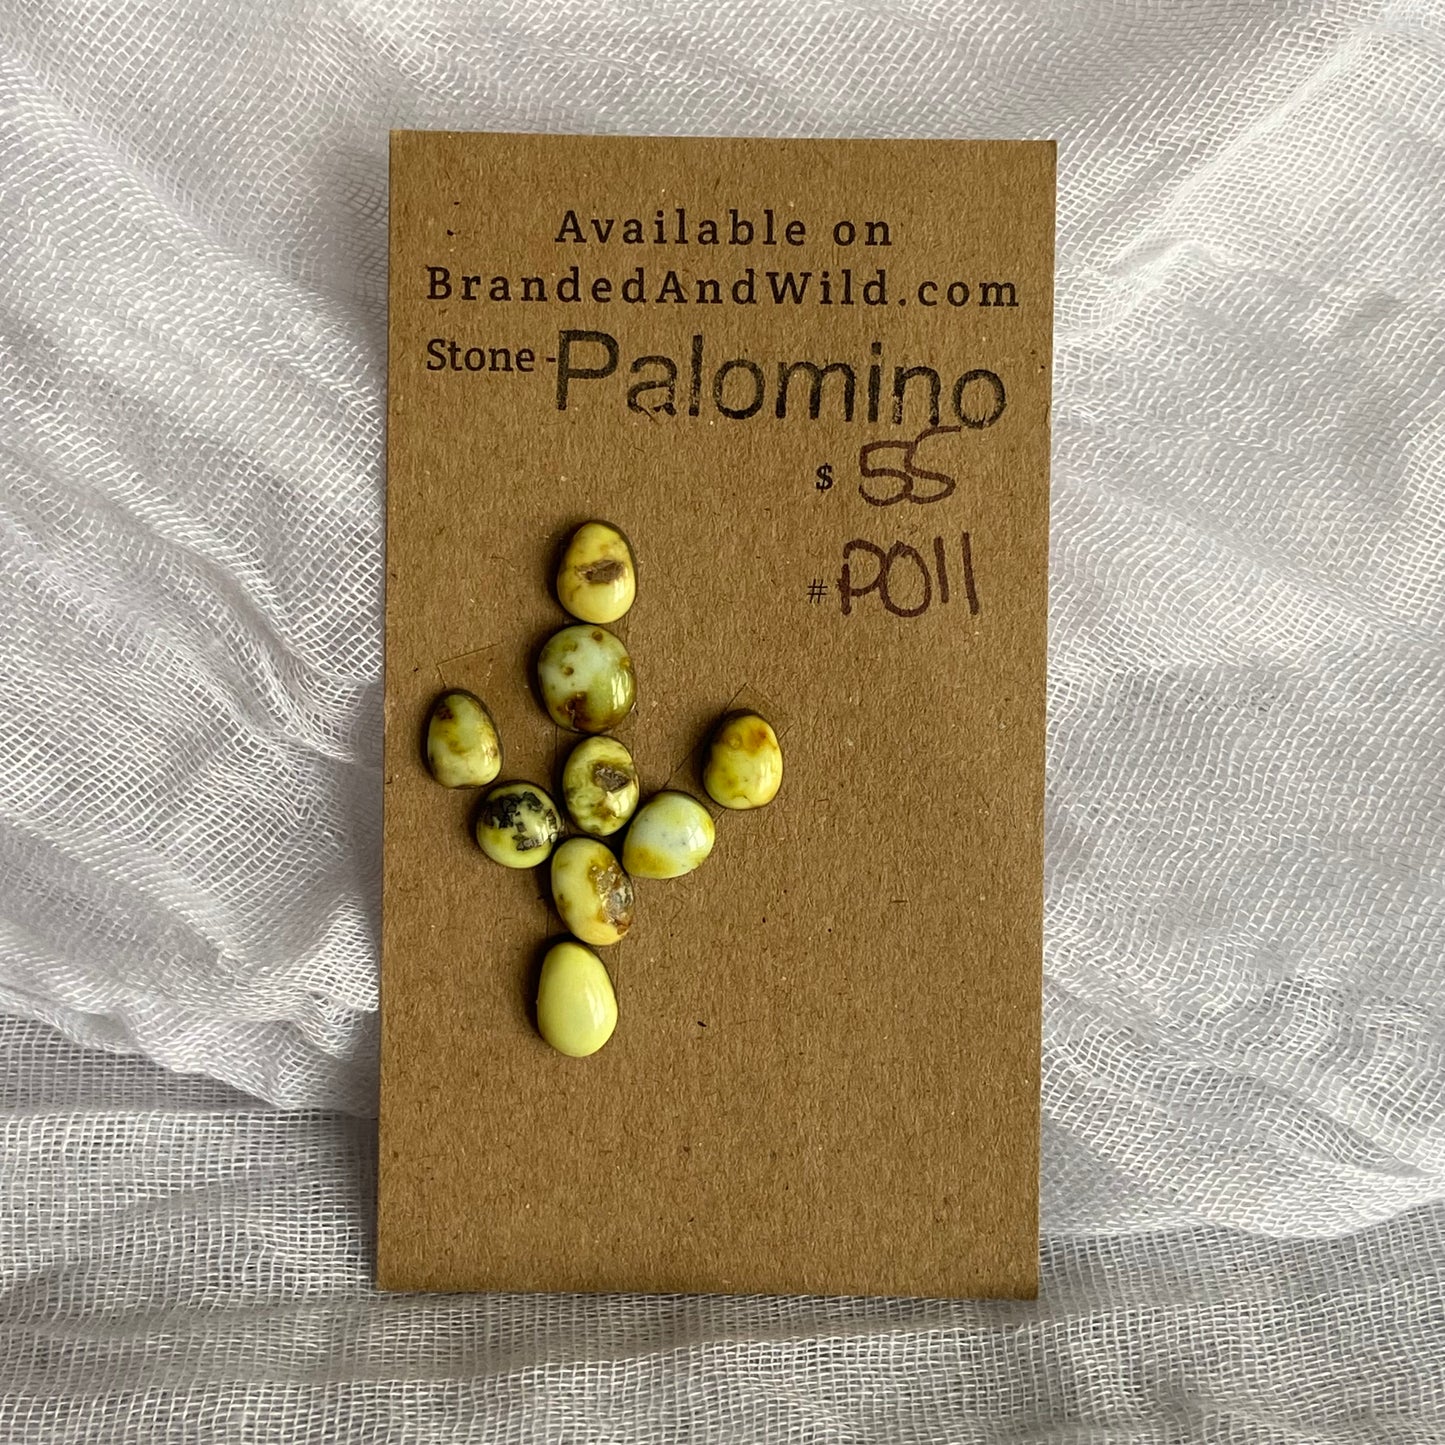 Available on
BrandedAndWild.com
Stone - Palomino
$ 55
# P011